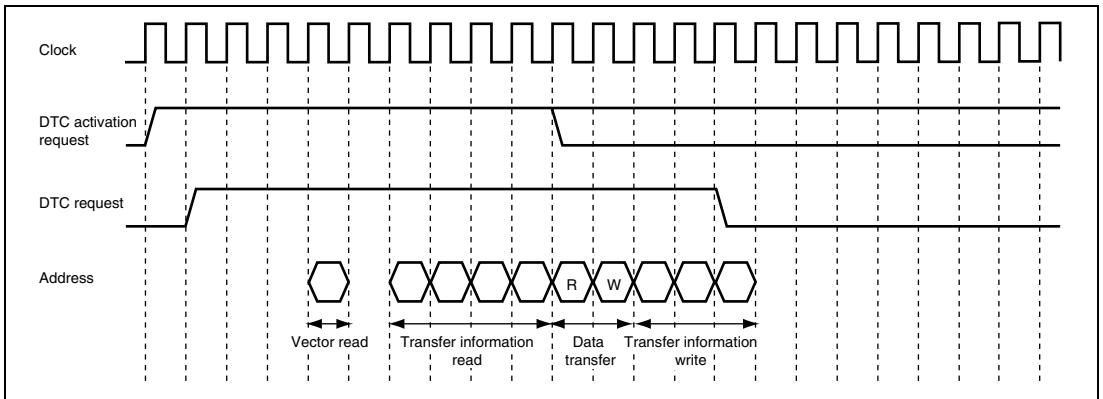 Clock
DTC activation
request
DTC request
Address
R W
Vector read
Transfer information
read
Data
transfer
Transfer information
write